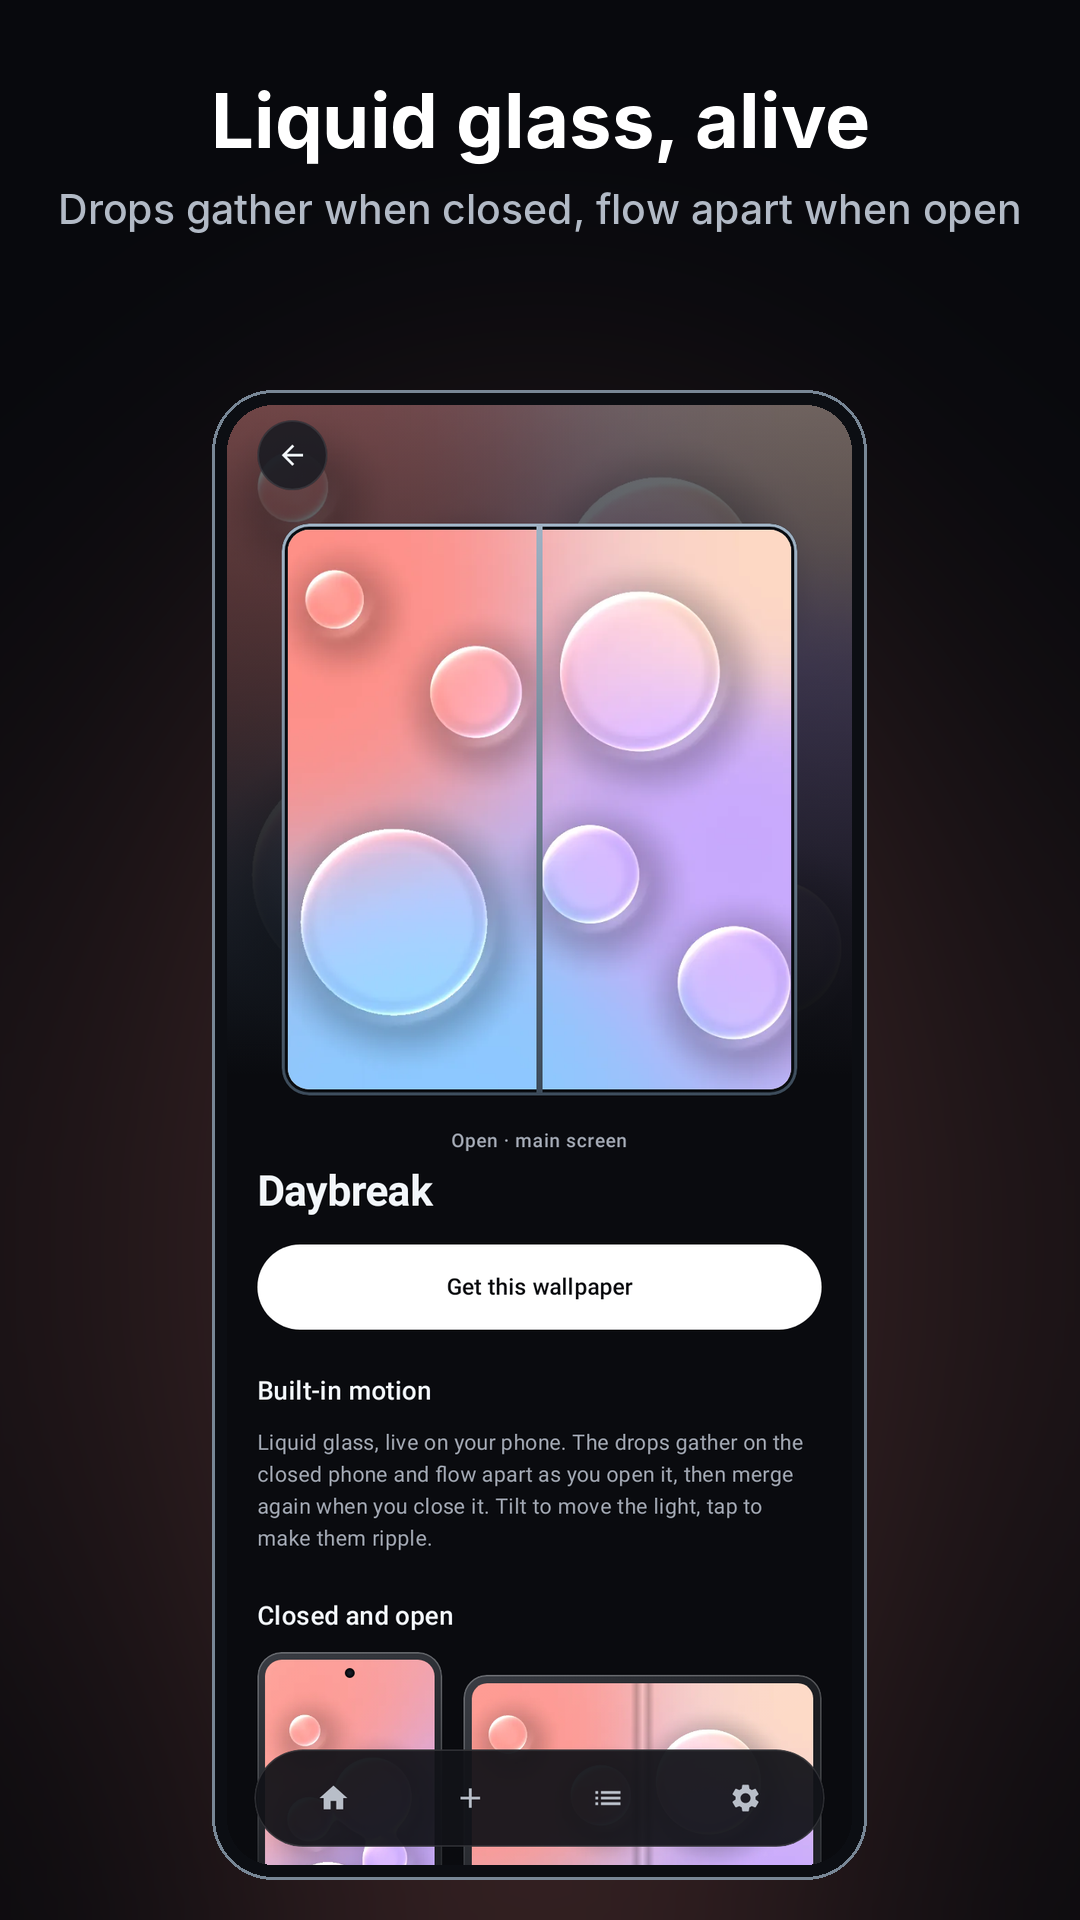 Liquid glass, alive
Drops gather when closed, flow apart when open
Open · main screen
Daybreak
Get this wallpaper
Built-in motion
Liquid glass, live on your phone. The drops gather on the
closed phone and flow apart as you open it, then merge
again when you close it. Tilt to move the light, tap to
make them ripple.
Closed and open